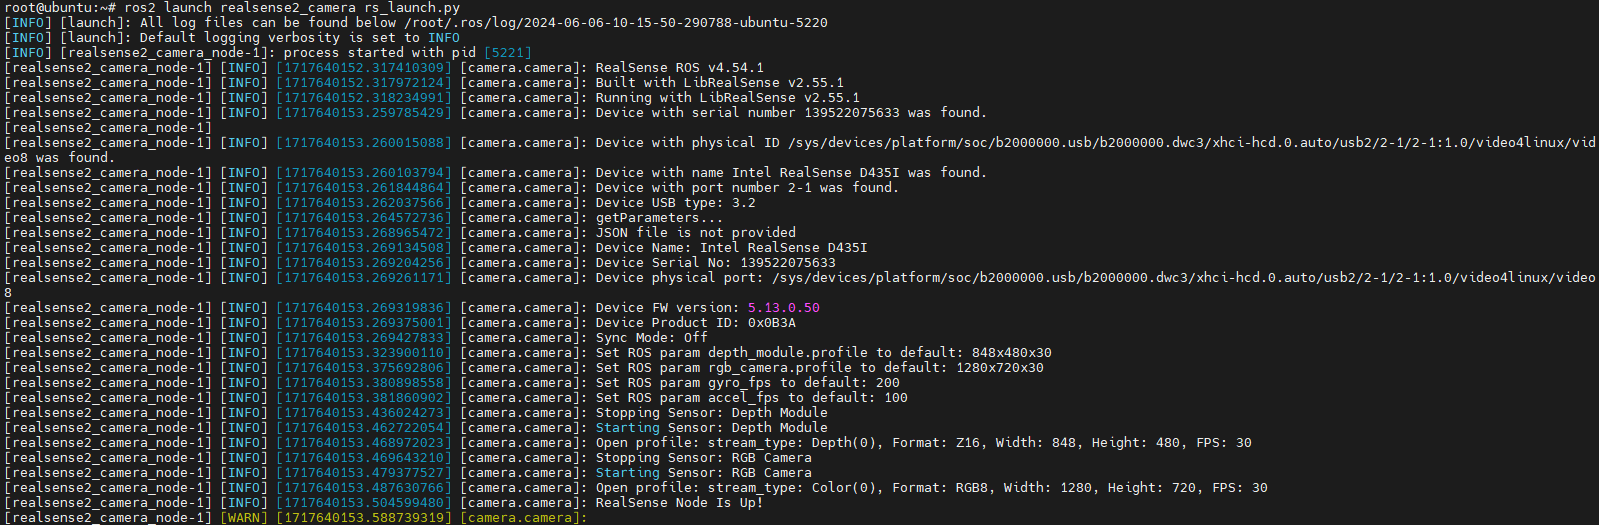 root@ubuntu:~# ros2 launch realsense2_camera rs_launch.py
[INFO] [launch]: All log files can be found below /root/.ros/log/2024-06-06-10-15-50-290788-ubuntu-5220
[INFO] [launch]: Default logging verbosity is set to INFO
[INFO] [realsense2_camera_node-1]: process started with pid [5221]
[realsense2_camera_node-1] [INFO] [1717640152.317410309] [camera.camera]: RealSense ROS v4.54.1
[realsense2_camera_node-1] [INFO] [1717640152.317972124] [camera.camera]: Built with LibRealSense v2.55.1
[realsense2_camera_node-1] [INFO] [1717640152.318234991] [camera.camera]: Running with LibRealSense v2.55.1
[realsense2_camera_node-1] [INFO] [1717640153.259785429] [camera.camera]: Device with serial number 139522075633 was found.
[realsense2_camera_node-1]
[realsense2_camera_node-1] [INFO] [1717640153.260015088] [camera.camera]: Device with physical ID /sys/devices/platform/soc/b2000000.usb/b2000000.dwc3/xhci-hcd.0.auto/usb2/2-1/2-1:1.0/video4linux/vid
eo8 was found.
[realsense2_camera_node-1] [INFO] [1717640153.260103794] [camera.camera]: Device with name Intel RealSense D435I was found.
[realsense2_camera_node-1] [INFO] [1717640153.261844864] [camera.camera]: Device with port number 2-1 was found.
[realsense2_camera_node-1] [INFO] [1717640153.262037566] [camera.camera]: Device USB type: 3.2
[realsense2_camera_node-1] [INFO] [1717640153.264572736] [camera.camera]: getParameters...
[realsense2_camera_node-1] [INFO] [1717640153.268965472] [camera.camera]: JSON file is not provided
[realsense2_camera_node-1] [INFO] [1717640153.269134508] [camera.camera]: Device Name: Intel RealSense D435I
[realsense2_camera_node-1] [INFO] [1717640153.269204256] [camera.camera]: Device Serial No: 139522075633
[realsense2_camera_node-1] [INFO] [1717640153.269261171] [camera.camera]: Device physical port: /sys/devices/platform/soc/b2000000.usb/b2000000.dwc3/xhci-hcd.0.auto/usb2/2-1/2-1:1.0/video4linux/video
8
[realsense2_camera_node-1] [INFO] [1717640153.269319836] [camera.camera]: Device FW version: 5.13.0.50
[realsense2_camera_node-1] [INFO] [1717640153.269375001] [camera.camera]: Device Product ID: 0x0B3A
[realsense2_camera_node-1] [INFO] [1717640153.269427833] [camera.camera]: Sync Mode: Off
[realsense2_camera_node-1] [INFO] [1717640153.323900110] [camera.camera]: Set ROS param depth_module.profile to default: 848x480x30
[realsense2_camera_node-1] [INFO] [1717640153.375692806] [camera.camera]: Set ROS param rgb_camera.profile to default: 1280x720x30
[realsense2_camera_node-1] [INFO] [1717640153.380898558] [camera.camera]: Set ROS param gyro_fps to default: 200
[realsense2_camera_node-1] [INFO] [1717640153.381860902] [camera.camera]: Set ROS param accel_fps to default: 100
[realsense2_camera_node-1] [INFO] [1717640153.436024273] [camera.camera]: Stopping Sensor: Depth Module
[realsense2_camera_node-1] [INFO] [1717640153.462722054] [camera.camera]: Starting Sensor: Depth Module
[realsense2_camera_node-1] [INFO] [1717640153.468972023] [camera.camera]: Open profile: stream_type: Depth(0), Format: Z16, Width: 848, Height: 480, FPS: 30
[realsense2_camera_node-1] [INFO] [1717640153.469643210] [camera.camera]: Stopping Sensor: RGB Camera
[realsense2_camera_node-1] [INFO] [1717640153.479377527] [camera.camera]: Starting Sensor: RGB Camera
[realsense2_camera_node-1] [INFO] [1717640153.487630766] [camera.camera]: Open profile: stream_type: Color(0), Format: RGB8, Width: 1280, Height: 720, FPS: 30
[realsense2_camera_node-1] [INFO] [1717640153.504599480] [camera.camera]: RealSense Node Is Up!
[realsense2_camera_node-1] [WARN] [1717640153.588739319] [camera.camera]: